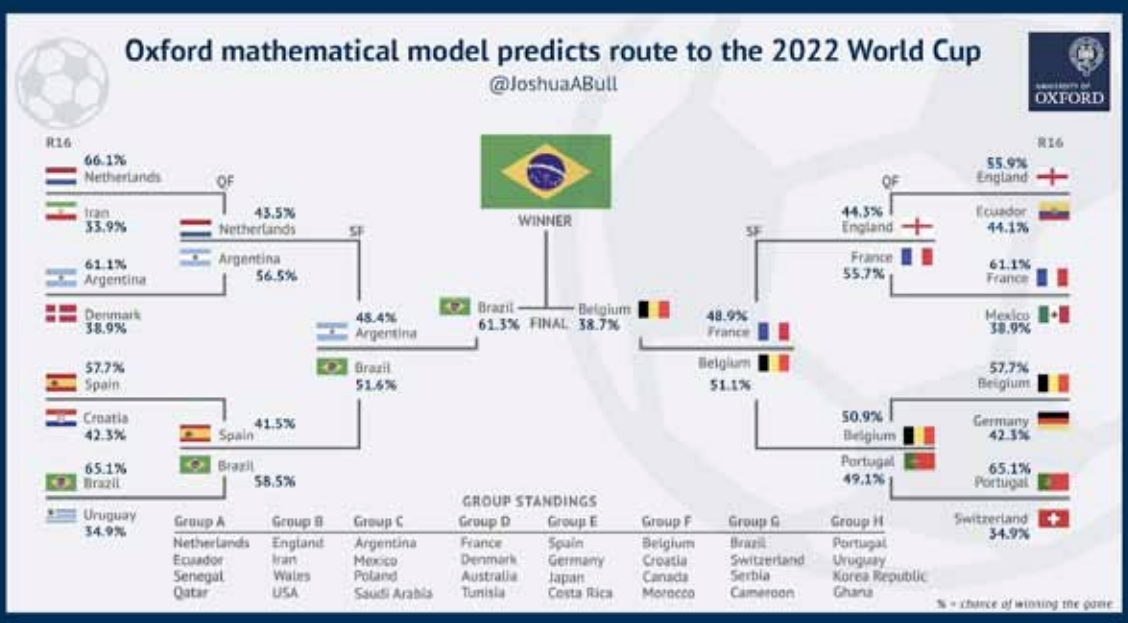 Oxford mathematical model predicts route to the 2022 World Cup
@JoshuaABull
UNIVERSITY OF
OXFORD
R16
66.1%
Netherlands
Iran
33.9%
61.1%
Argentina
Denmark
38.9%
57.7%
Spain
Croatia
42.3%
65.1%
Brazil
Uruguay
34.9%
QF
43.5%
Netherlands
Argentina
56.5%
41.5%
Spain
Brazil
58.5%
SF
48.4%
Argentina
Brazil
51.6%
WINNER
Brazil
61.3%
FINAL
Belgium
38.7%
SF
48.9%
France
Belgium
51.1%
QF
44.3%
England
France
55.7%
50.9%
Belgium
Portugal
49.1%
R16
55.9%
England
Ecuador
44.1%
61.1%
France
Mexico
38.9%
57.7%
Belgium
Germany
42.3%
65.1%
Portugal
Switzerland
34.9%
GROUP STANDINGS
Group A Group B Group C Group D Group E Group F Group G Group H
Netherlands England Argentina France Spain Belgium Brazil Portugal
Ecuador Iran Mexico Denmark Germany Croatia Switzerland Uruguay
Senegal Wales Poland Australia Japan Canada Serbia Korea Republic
Qatar USA Saudi Arabia Tunisia Costa Rica Morocco Cameroon Ghana
% = chance of winning the game